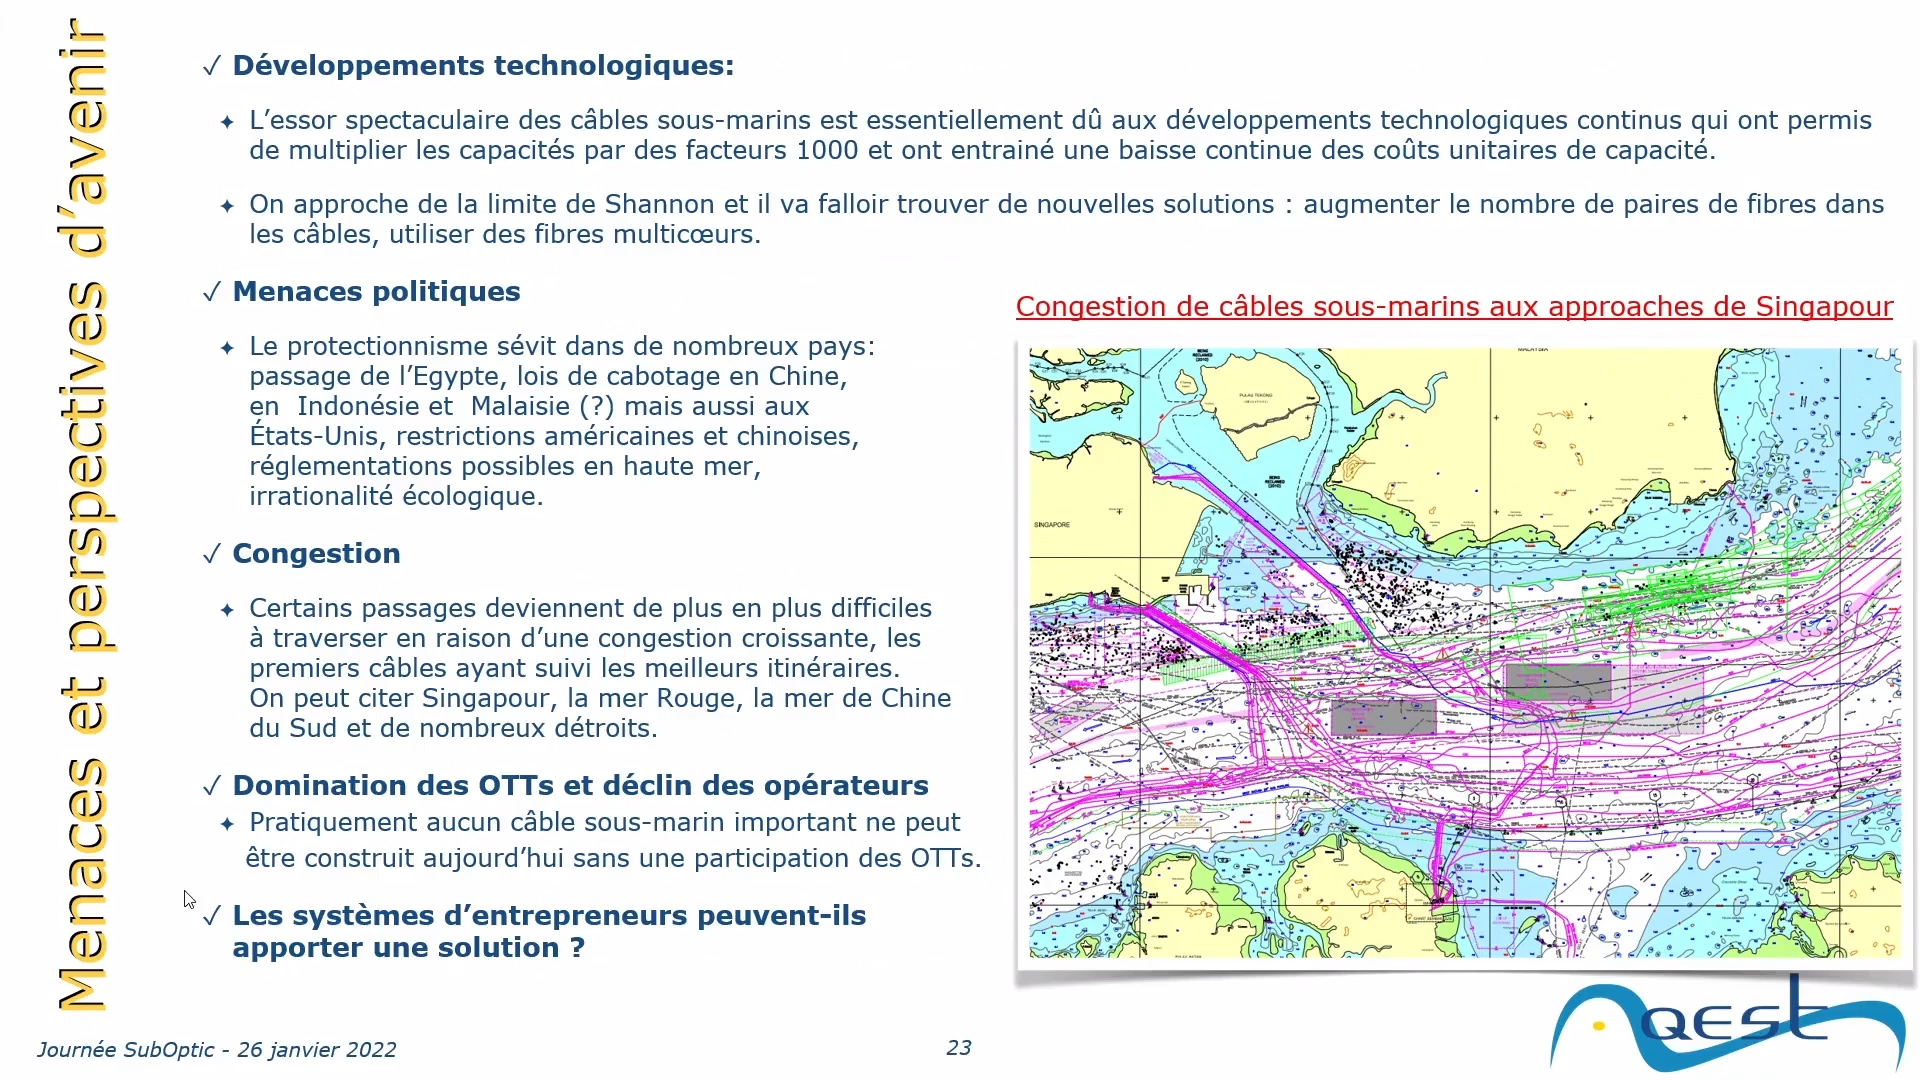 Menaces et perspectives d’avenir
✓ Développements technologiques:
✦ L’essor spectaculaire des câbles sous-marins est essentiellement dû aux développements technologiques continus qui ont permis
de multiplier les capacités par des facteurs 1000 et ont entrainé une baisse continue des coûts unitaires de capacité.
✦ On approche de la limite de Shannon et il va falloir trouver de nouvelles solutions : augmenter le nombre de paires de fibres dans
les câbles, utiliser des fibres multicœurs.
✓ Menaces politiques
✦ Le protectionnisme sévit dans de nombreux pays:
passage de l’Egypte, lois de cabotage en Chine,
en Indonésie et Malaisie (?) mais aussi aux
États-Unis, restrictions américaines et chinoises,
réglementations possibles en haute mer,
irrationalité écologique.
✓ Congestion
✦ Certains passages deviennent de plus en plus difficiles
à traverser en raison d’une congestion croissante, les
premiers câbles ayant suivi les meilleurs itinéraires.
On peut citer Singapour, la mer Rouge, la mer de Chine
du Sud et de nombreux détroits.
✓ Domination des OTTs et déclin des opérateurs
✦ Pratiquement aucun câble sous-marin important ne peut
être construit aujourd’hui sans une participation des OTTs.
✓ Les systèmes d’entrepreneurs peuvent-ils
apporter une solution ?
Congestion de câbles sous-marins aux approaches de Singapour
MALAYSIA
BEING
RECLAIMED
(2010)
PULAU TEKONG
BEING
RECLAIMED
(2010)
SINGAPORE
Journée SubOptic - 26 janvier 2022
23
qest